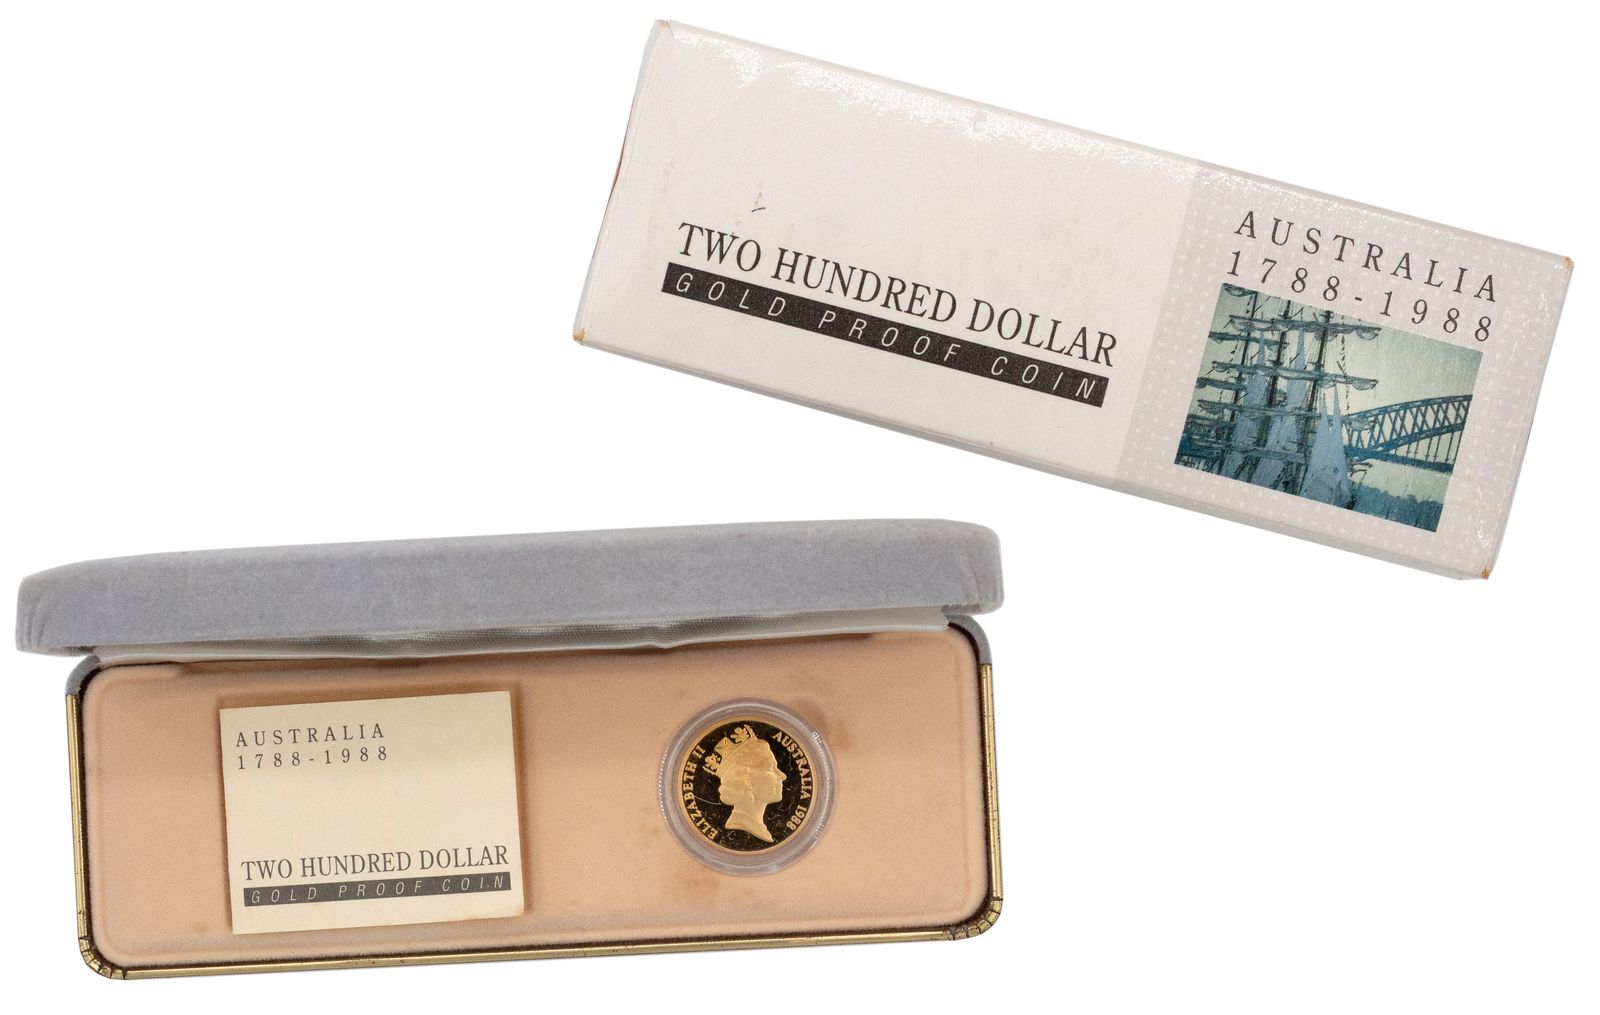 TWO HUNDRED DOLLAR
GOLD PROOF COIN
AUSTRALIA
1788-1988
AUSTRALIA
1788-1988
TWO HUNDRED DOLLAR
GOLD PROOF COIN
ELIZABETH II
AUSTRALIA 1988